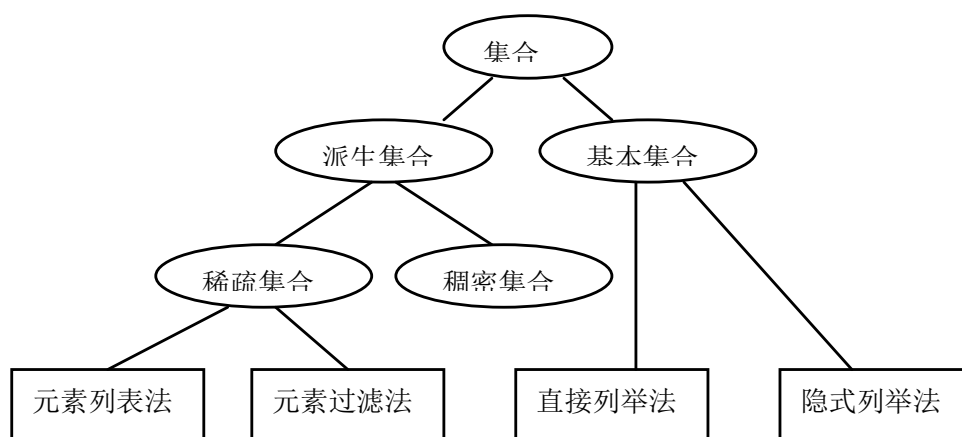 集合
派生集合
基本集合
稀疏集合
稠密集合
元素列表法
元素过滤法
直接列举法
隐式列举法